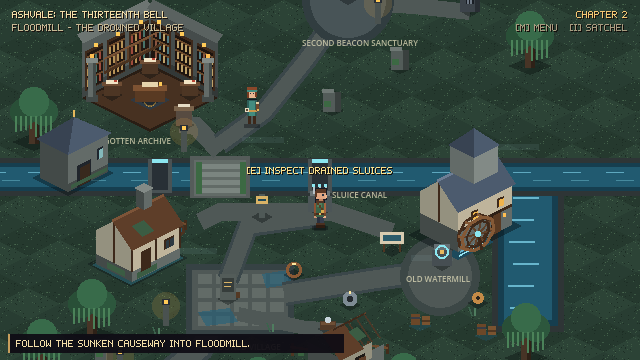 ASHVALE: THE THIRTEENTH BELL
FLOODMILL - THE DROWNED VILLAGE
CHAPTER 2
[M] MENU [I] SATCHEL
SECOND BEACON SANCTUARY
GOTTEN ARCHIVE
[E] INSPECT DRAINED SLUICES
SLUICE CANAL
OLD WATERMILL
FOLLOW THE SUNKEN CAUSEWAY INTO FLOODMILL.